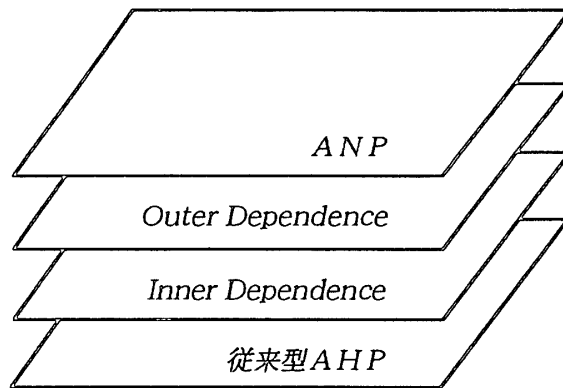 ANP
Outer Dependence
Inner Dependence
従来型AHP